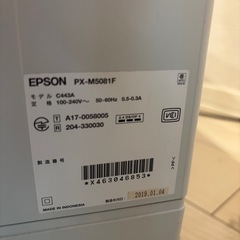 EPSON PX-M5081F
モデル C443A
定格 100-240V～ 50-60Hz 0.5-0.3A
T A17-0058005
R 204-330030
製造番号
*X463046853*
MADE IN INDONESIA
2019.01.04